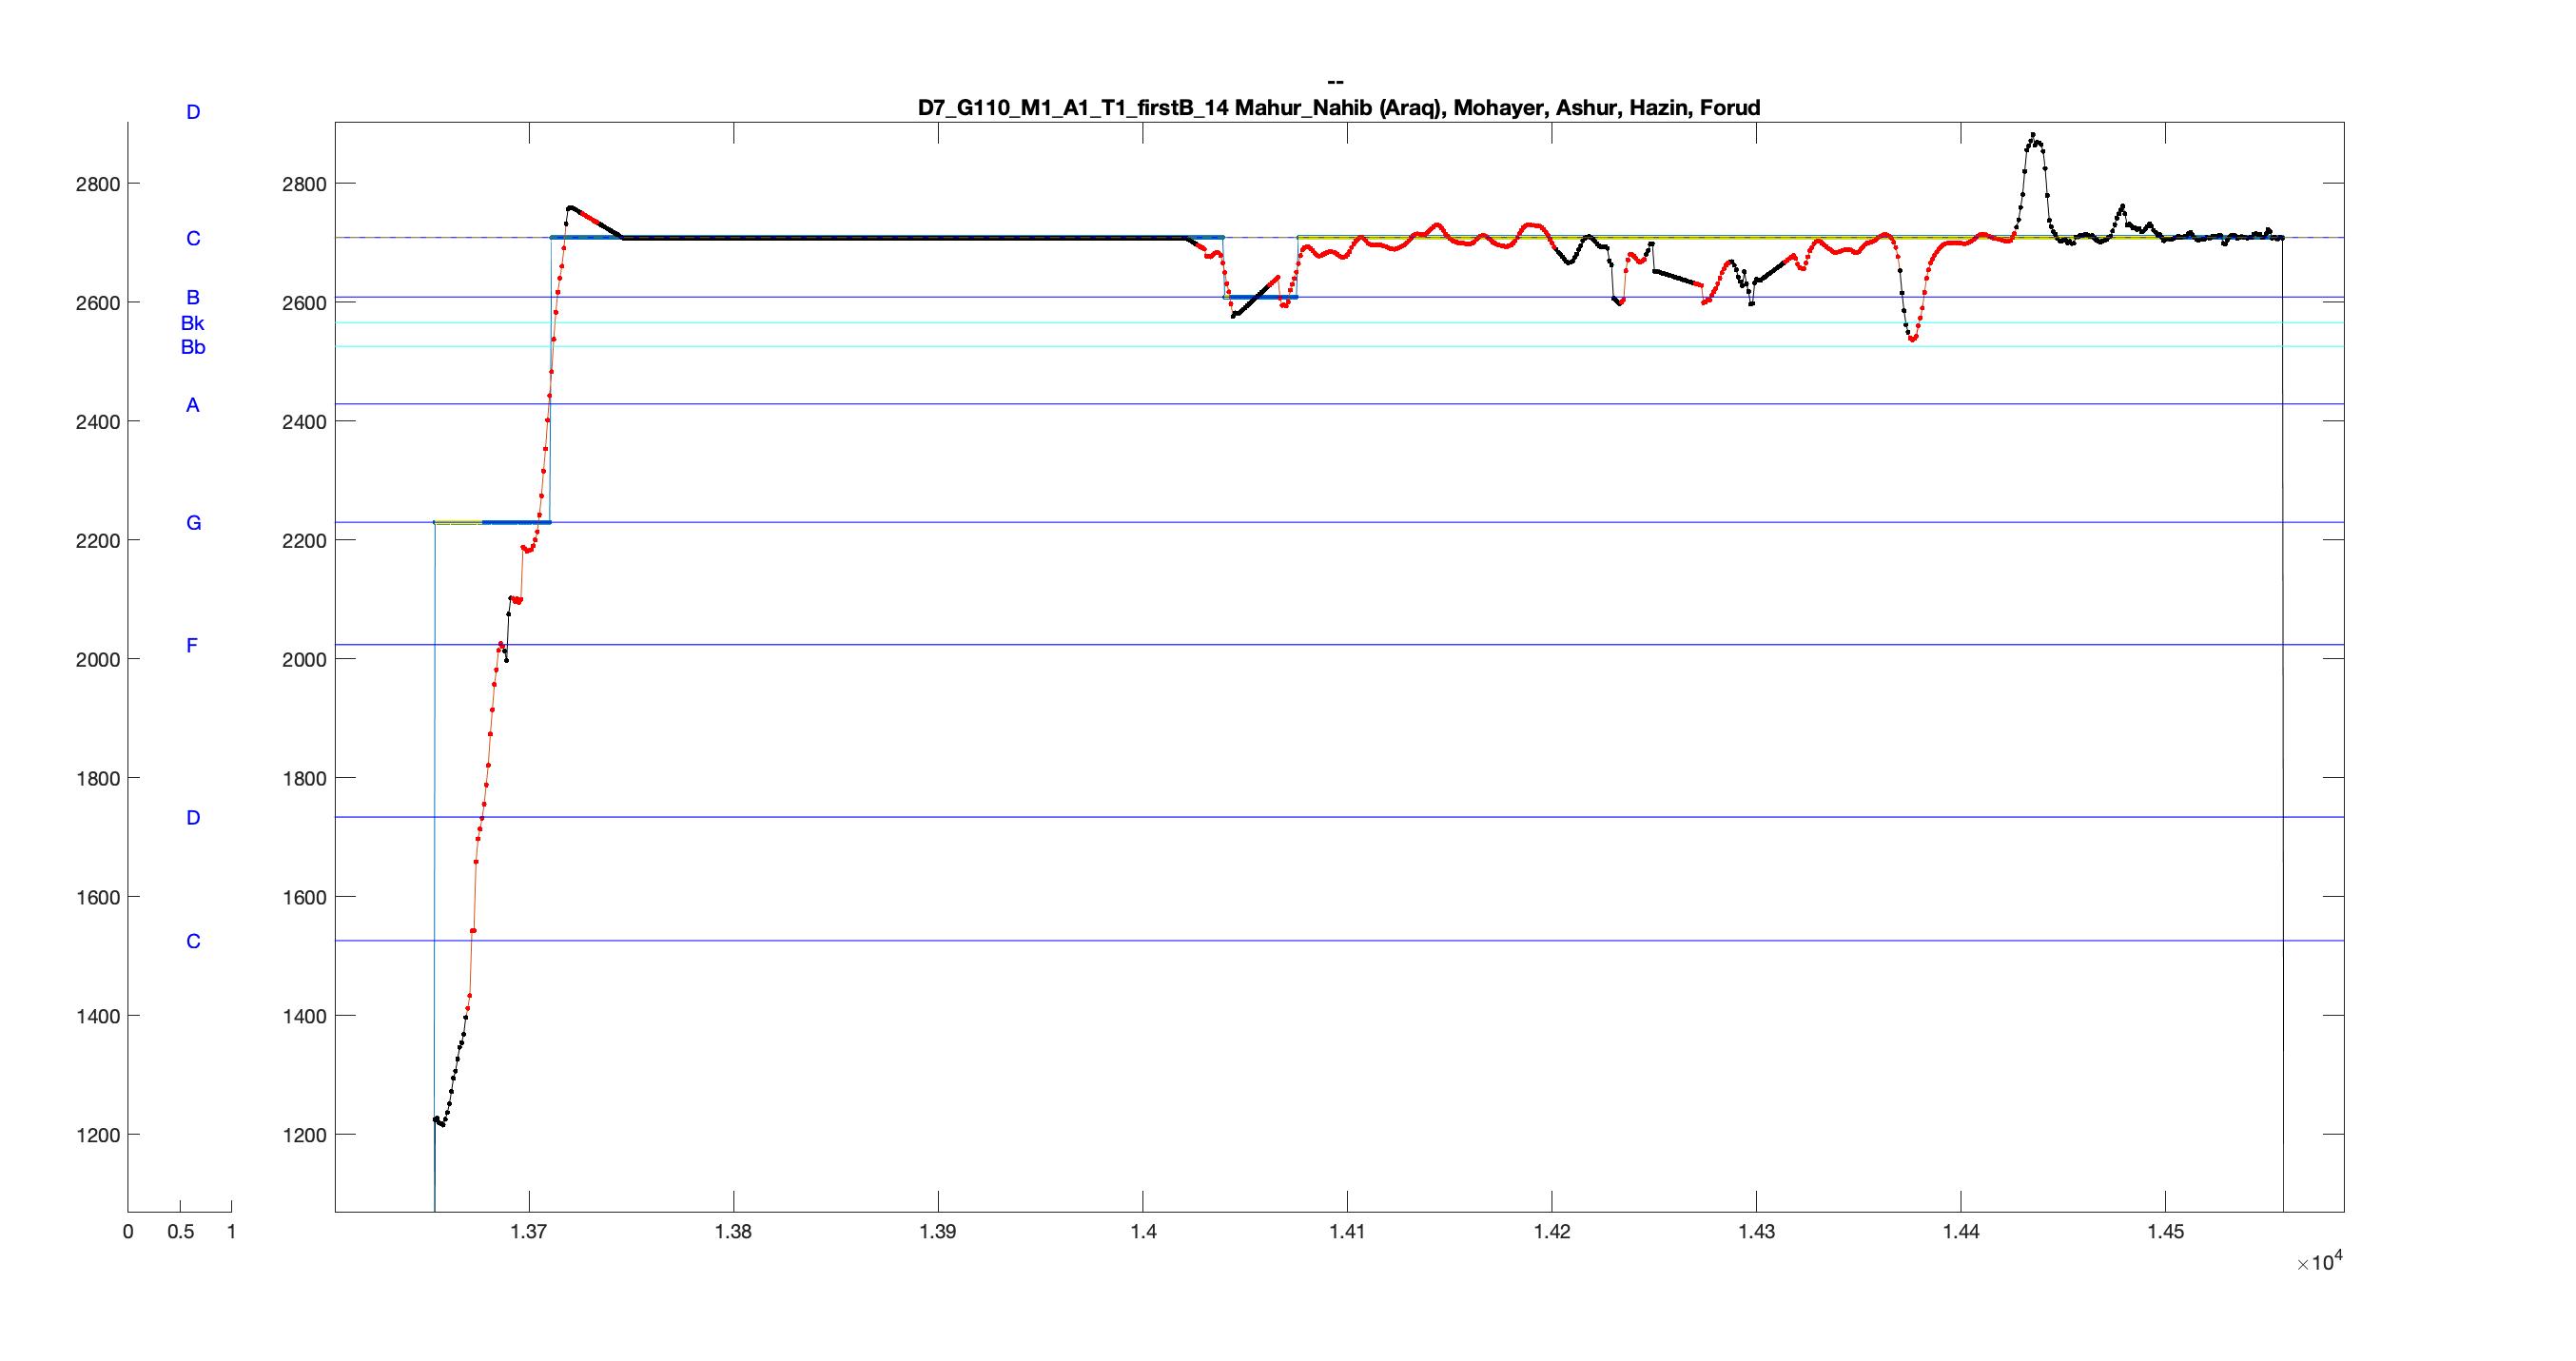 --
D7_G110_M1_A1_T1_firstB_14 Mahur_Nahib (Araq), Mohayer, Ashur, Hazin, Forud
D
2800 2800
C
B
2600 2600
Bk
Bb
A
2400 2400
G
2200 2200
F
2000 2000
D
1800 1800
1600 1600
C
1400 1400
1200 1200
0 0.5 1 1.37 1.38 1.39 1.4 1.41 1.42 1.43 1.44 1.45
×10⁴